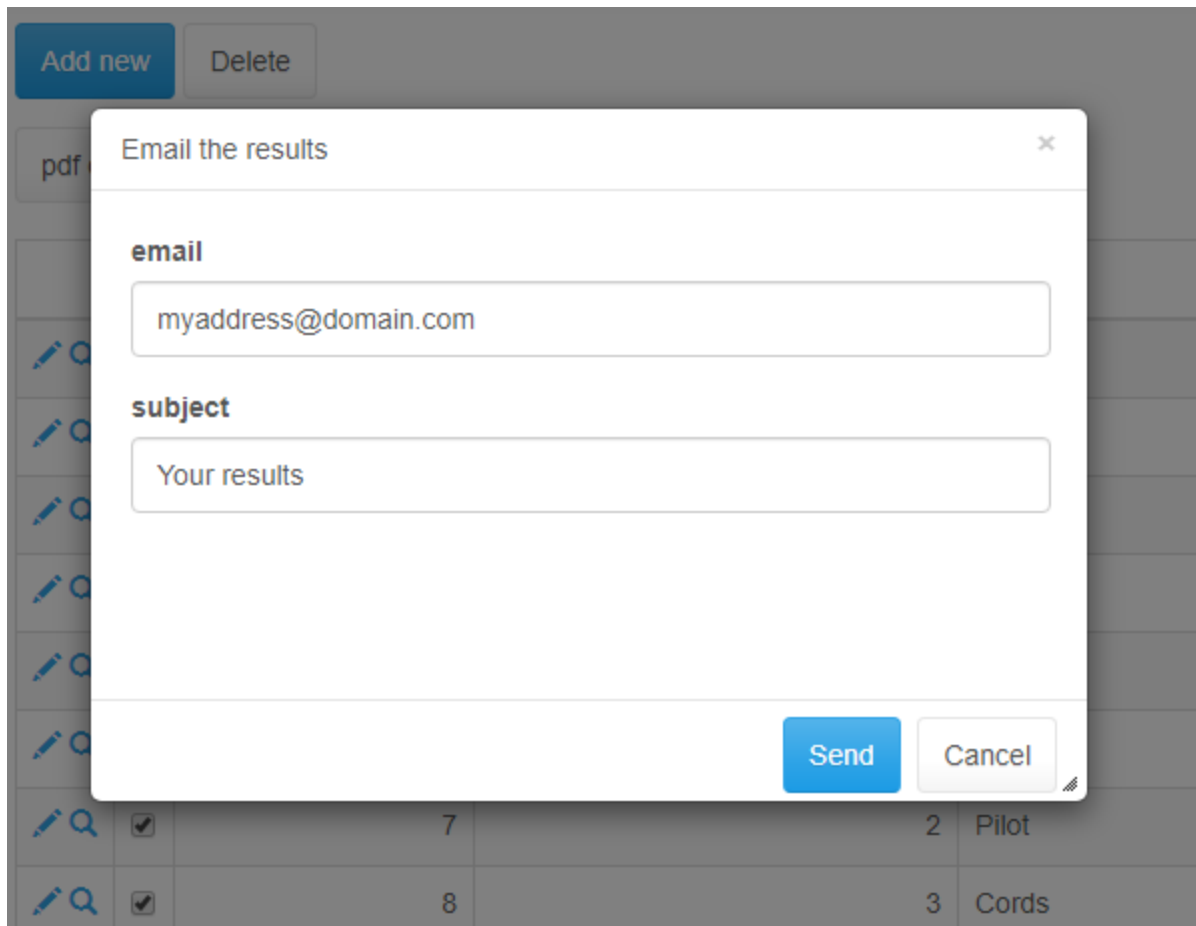 Add new Delete
pdf
Email the results ×
email
myaddress@domain.com
subject
Your results
Send Cancel
7 2 Pilot
8 3 Cords